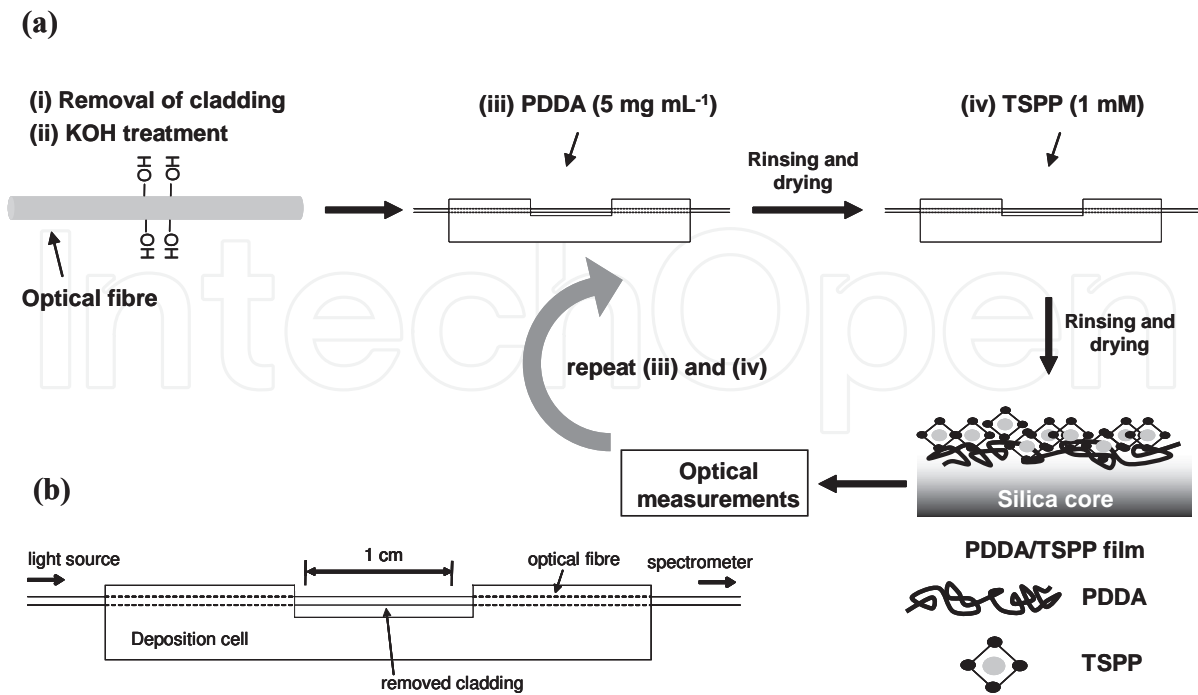 (a)
(i) Removal of cladding
(ii) KOH treatment
HO HO
HO HO
Optical fibre
(iii) PDDA (5 mg mL⁻¹)
Rinsing and
drying
(iv) TSPP (1 mM)
Rinsing and
drying
repeat (iii) and (iv)
Optical
measurements
Silica core
PDDA/TSPP film
PDDA
TSPP
(b)
light source
1 cm
optical fibre
spectrometer
Deposition cell
removed cladding
IntechOpen